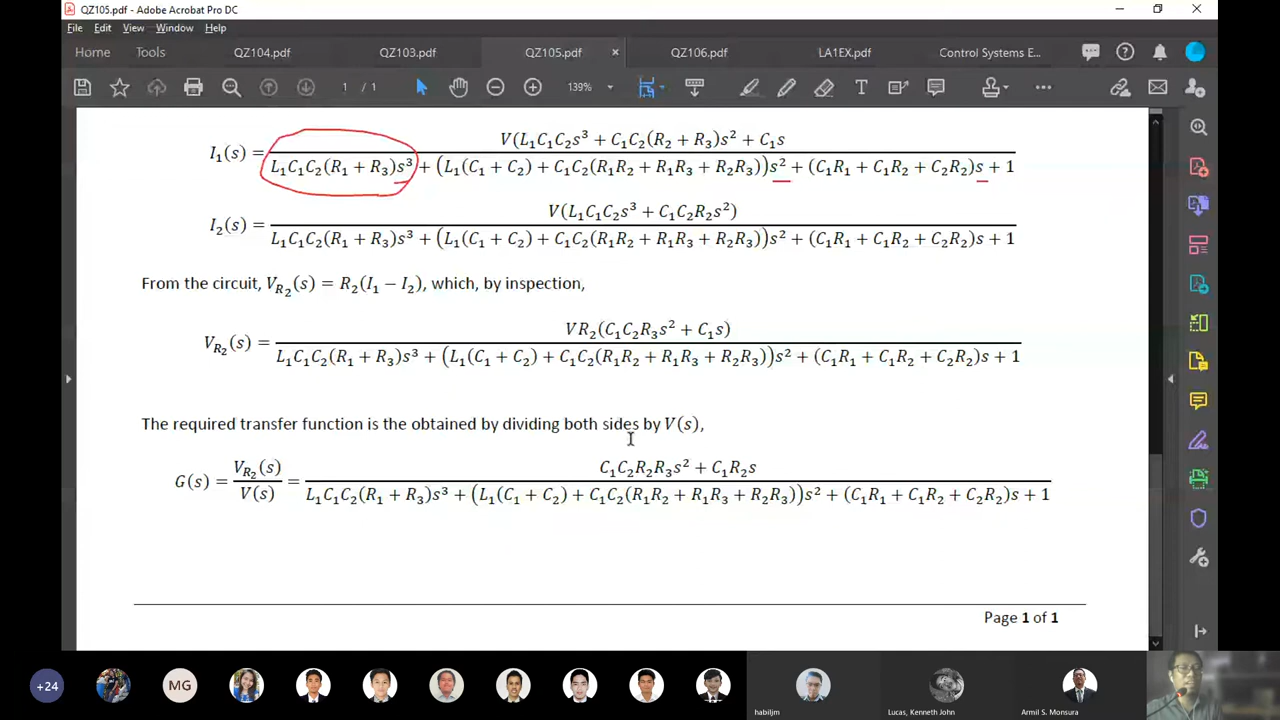 QZ105.pdf - Adobe Acrobat Pro DC
File Edit View Window Help
Home Tools QZ104.pdf QZ103.pdf QZ105.pdf × QZ106.pdf LA1EX.pdf Control Systems E...
1 / 1 139%
I₁(s) = V(L₁C₁C₂s³ + C₁C₂(R₂ + R₃)s² + C₁s
L₁C₁C₂(R₁ + R₃)s³ + (L₁(C₁ + C₂) + C₁C₂(R₁R₂ + R₁R₃ + R₂R₃))s² + (C₁R₁ + C₁R₂ + C₂R₂)s + 1
I₂(s) = V(L₁C₁C₂s³ + C₁C₂R₂s²)
L₁C₁C₂(R₁ + R₃)s³ + (L₁(C₁ + C₂) + C₁C₂(R₁R₂ + R₁R₃ + R₂R₃))s² + (C₁R₁ + C₁R₂ + C₂R₂)s + 1
From the circuit, V_R₂(s) = R₂(I₁ − I₂), which, by inspection,
V_R₂(s) = VR₂(C₁C₂R₃s² + C₁s)
L₁C₁C₂(R₁ + R₃)s³ + (L₁(C₁ + C₂) + C₁C₂(R₁R₂ + R₁R₃ + R₂R₃))s² + (C₁R₁ + C₁R₂ + C₂R₂)s + 1
The required transfer function is the obtained by dividing both sides by V(s),
G(s) = V_R₂(s) / V(s) = C₁C₂R₂R₃s² + C₁R₂s
L₁C₁C₂(R₁ + R₃)s³ + (L₁(C₁ + C₂) + C₁C₂(R₁R₂ + R₁R₃ + R₂R₃))s² + (C₁R₁ + C₁R₂ + C₂R₂)s + 1
Page 1 of 1
+24 MG
habiljm Lucas, Kenneth John Armil S. Monsura